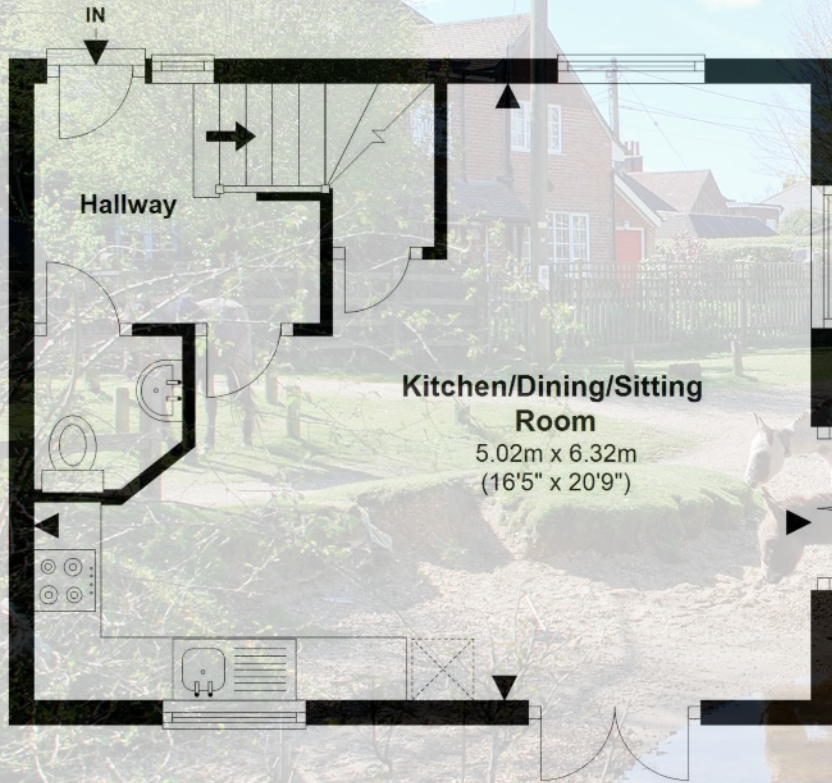 IN
Hallway
Kitchen/Dining/Sitting
Room
5.02m x 6.32m
(16'5" x 20'9")